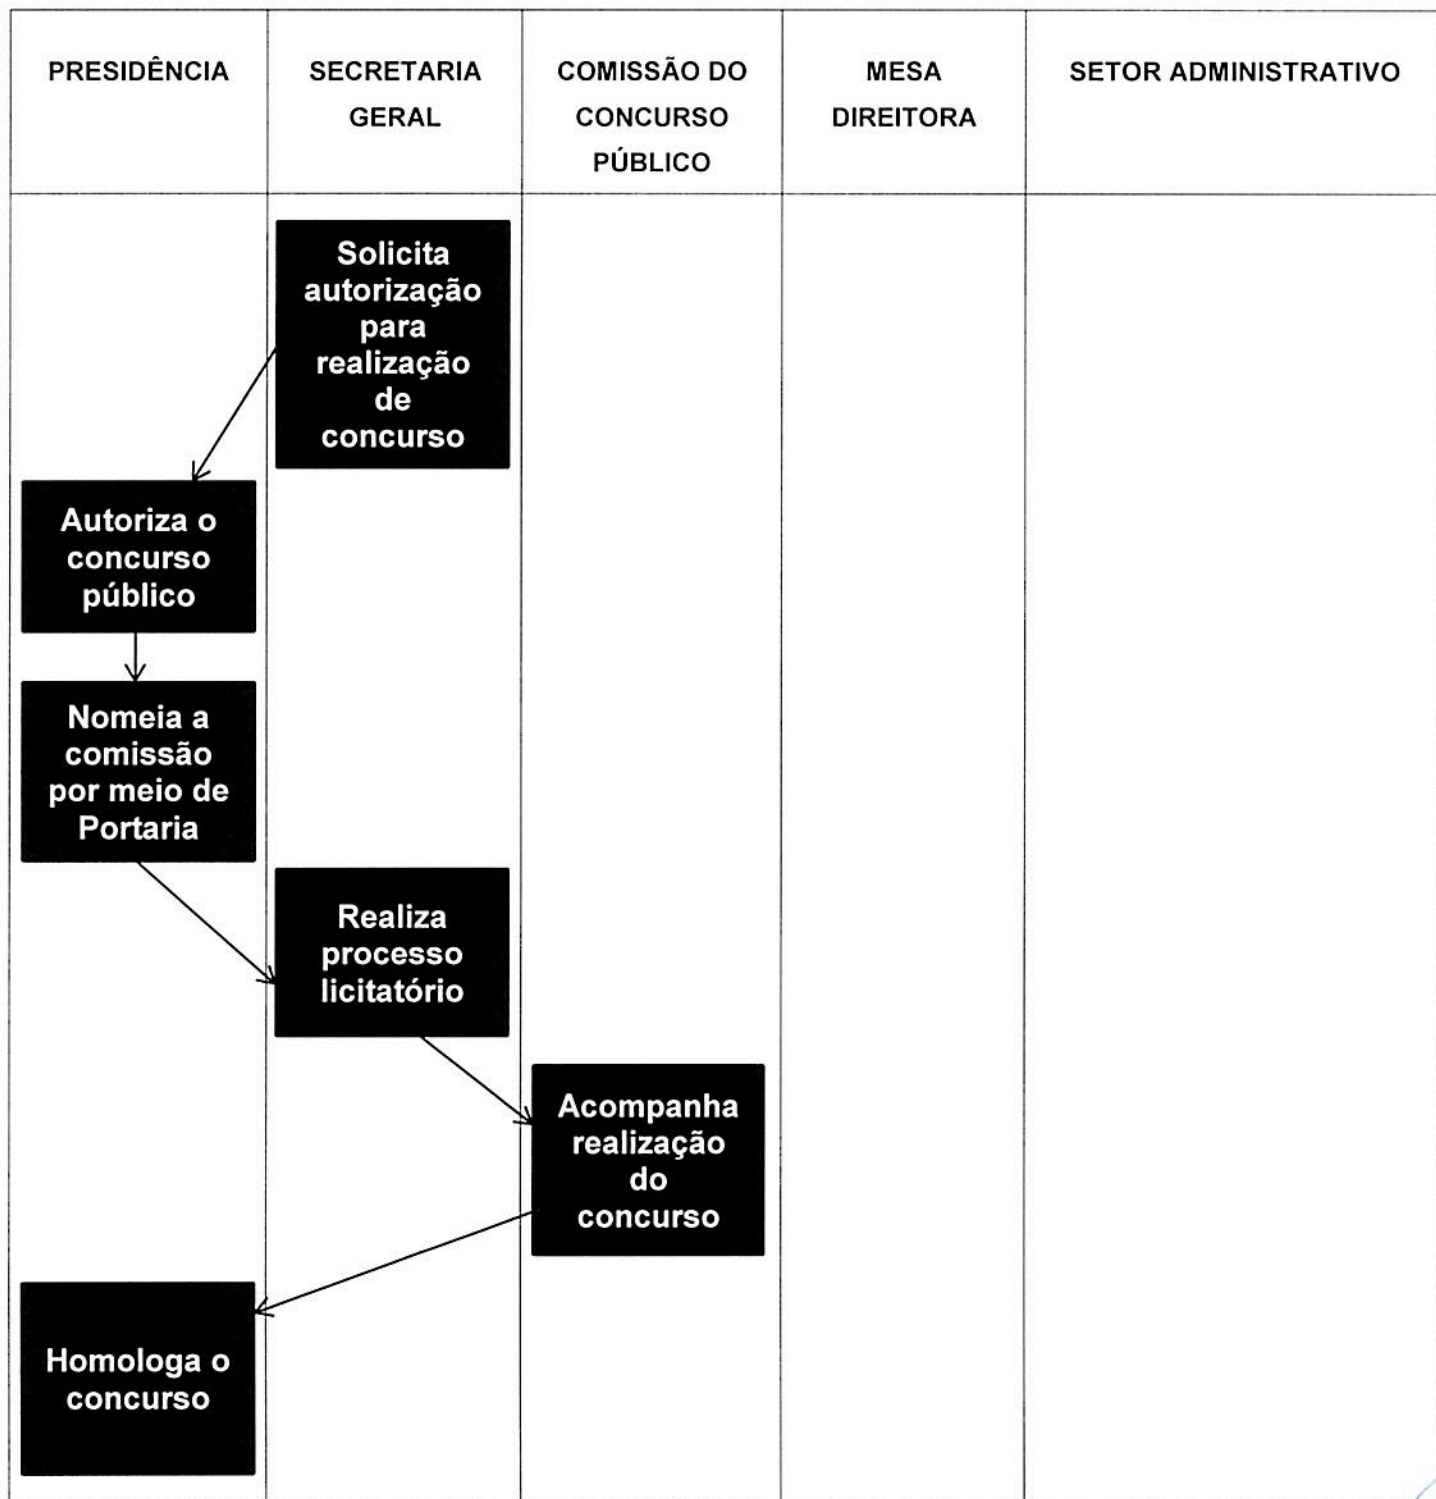 PRESIDÊNCIA
SECRETARIA
GERAL
COMISSÃO DO
CONCURSO
PÚBLICO
MESA
DIREITORA
SETOR ADMINISTRATIVO
Solicita
autorização
para
realização
de
concurso
Autoriza o
concurso
público
Nomeia a
comissão
por meio de
Portaria
Realiza
processo
licitatório
Acompanha
realização
do
concurso
Homologa o
concurso